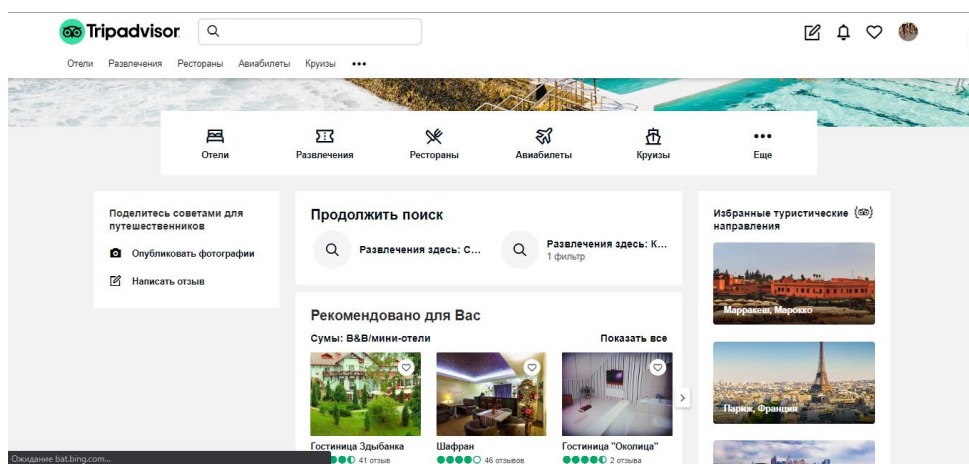 Tripadvisor
Отели Развлечения Рестораны Авиабилеты Круизы
Отели Развлечения Рестораны Авиабилеты Круизы Еще
Поделитесь советами для
путешественников
Опубликовать фотографии
Написать отзыв
Продолжить поиск
Развлечения здесь: С...
Развлечения здесь: К...
1 фильтр
Рекомендовано для Вас
Сумы: B&B/мини-отели
Показать все
Гостиница Здыбанка
41 отзыв
Шафран
46 отзывов
Гостиница "Околица"
2 отзыва
Избранные туристические
направления
Марракеш, Марокко
Париж, Франция
Ожидание bat.bing.com...